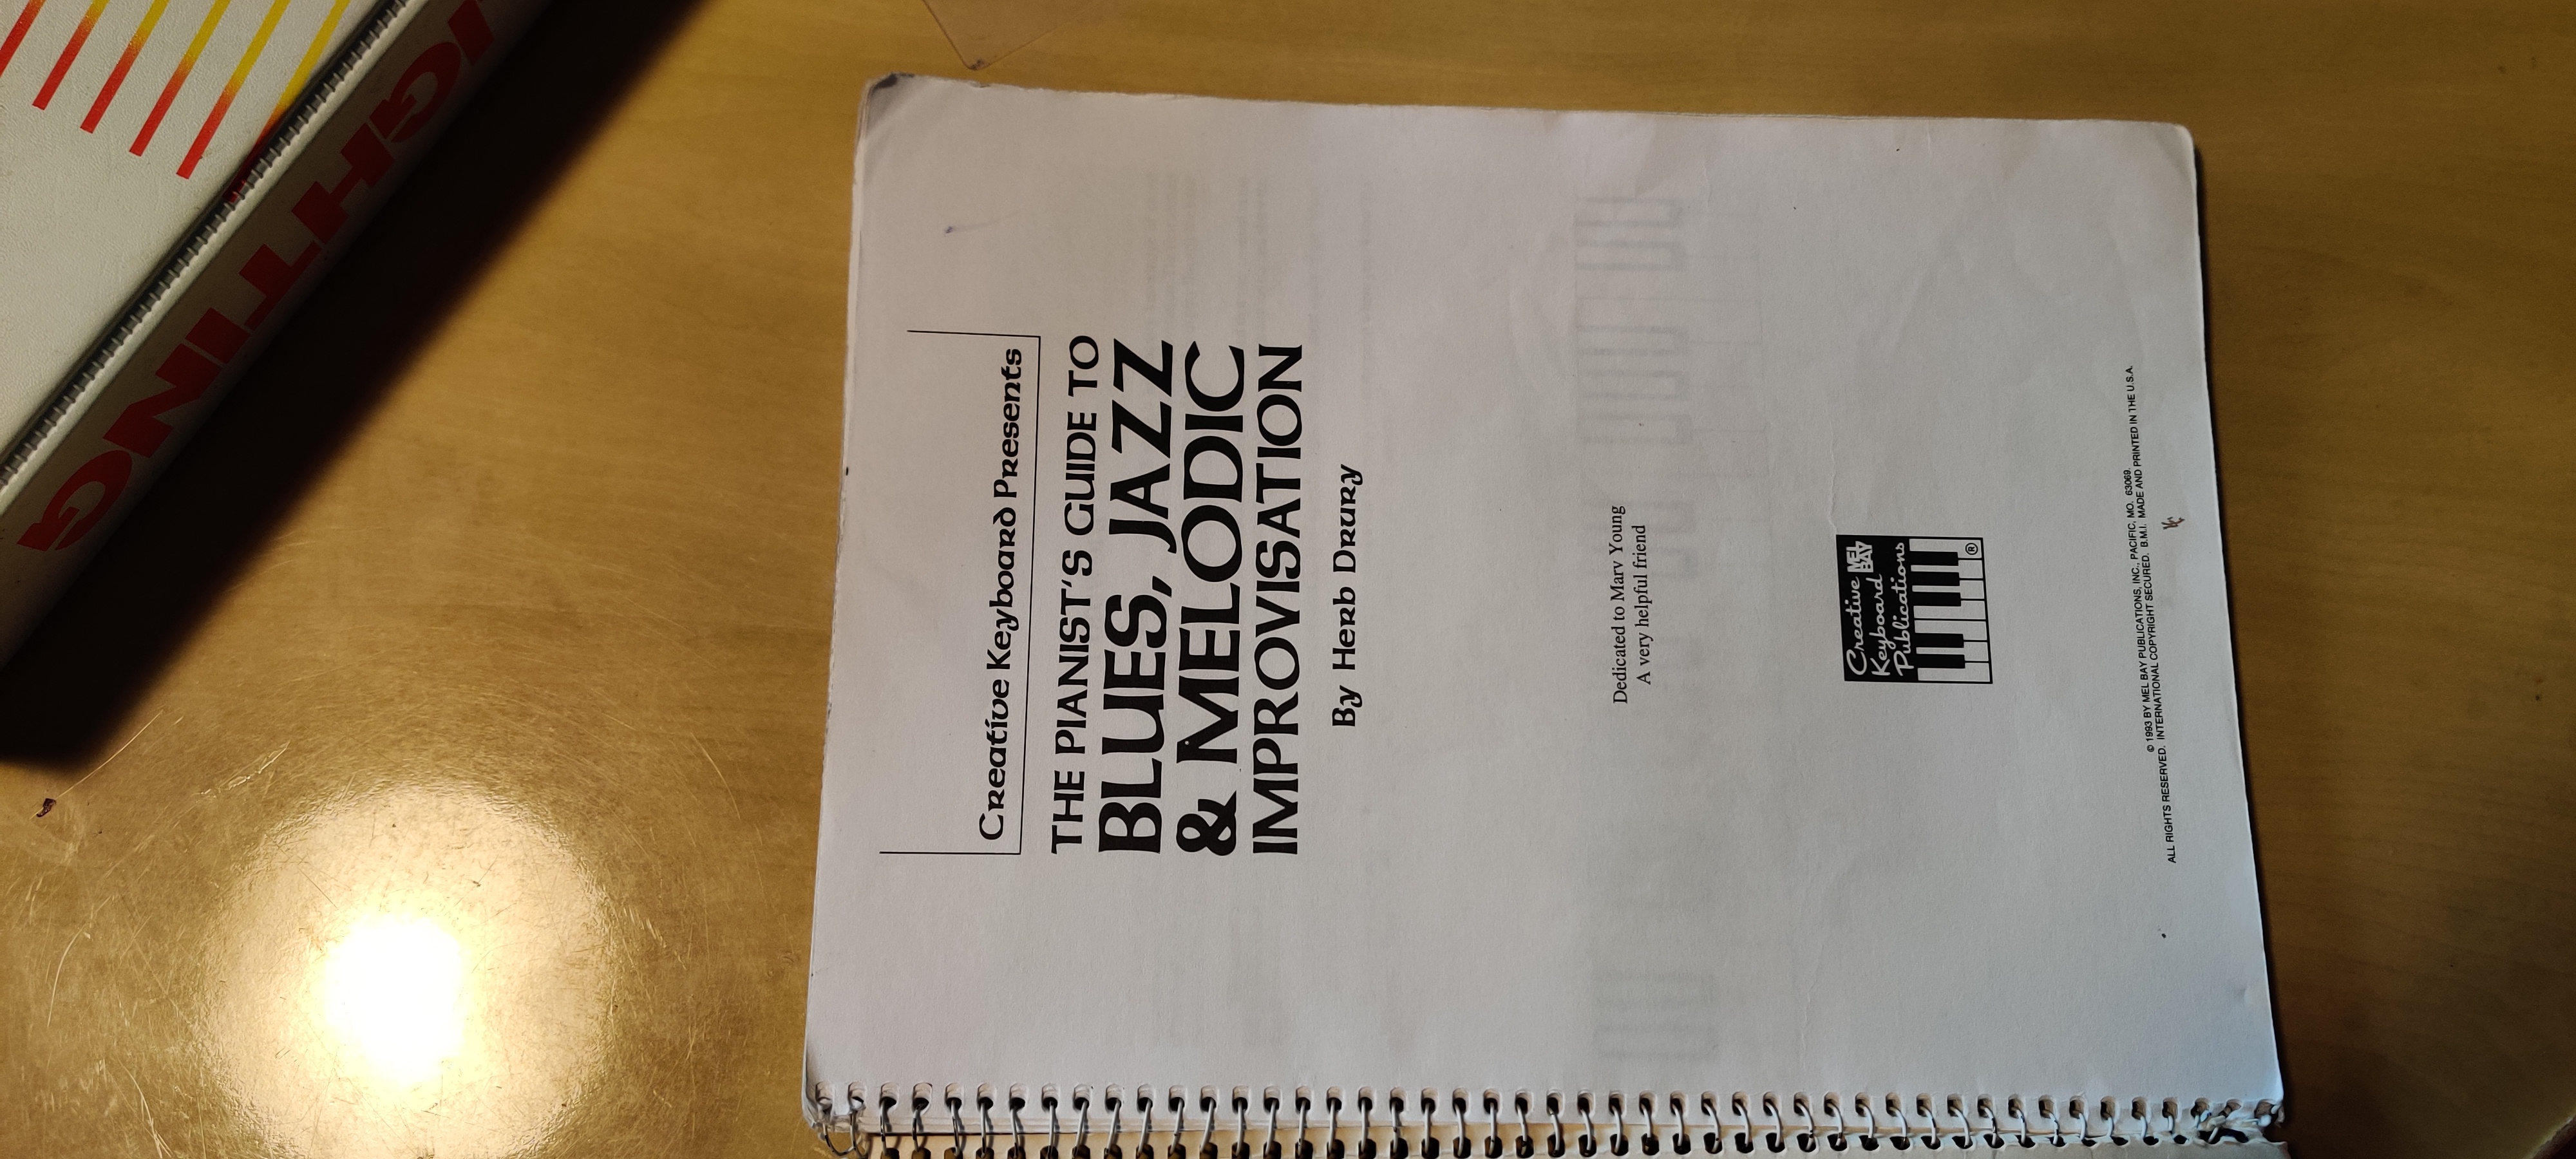 GHTING
Creative Keyboard Presents
THE PIANIST'S GUIDE TO
BLUES, JAZZ
& MELODIC
IMPROVISATION
By Herb Drury
Dedicated to Marv Young
A very helpful friend
Creative MEL
Keyboard BAY
Publications
®
© 1993 BY MEL BAY PUBLICATIONS, INC., PACIFIC, MO. 63069.
ALL RIGHTS RESERVED. INTERNATIONAL COPYRIGHT SECURED. B.M.I. MADE AND PRINTED IN THE U.S.A.